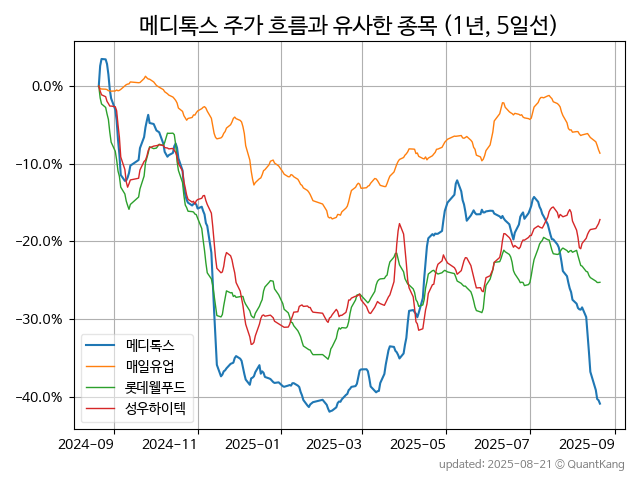 메디톡스 주가 흐름과 유사한 종목 (1년, 5일선)
0.0%
−10.0%
−20.0%
−30.0%
−40.0%
메디톡스
매일유업
롯데웰푸드
성우하이텍
2024-09 2024-11 2025-01 2025-03 2025-05 2025-07 2025-09
updated: 2025-08-21 © QuantKang